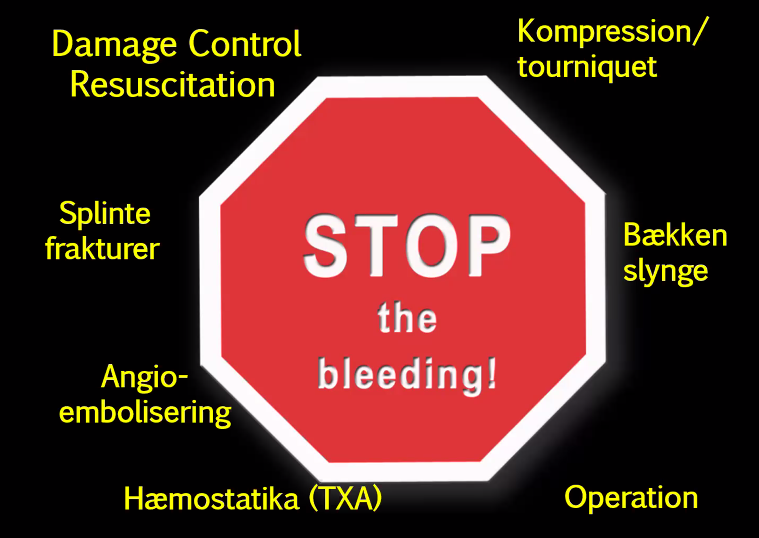 Damage Control
Resuscitation
Kompression/
tourniquet
Splinte
frakturer
STOP
the
bleeding!
Bækken
slynge
Angio-
embolisering
Hæmostatika (TXA)
Operation